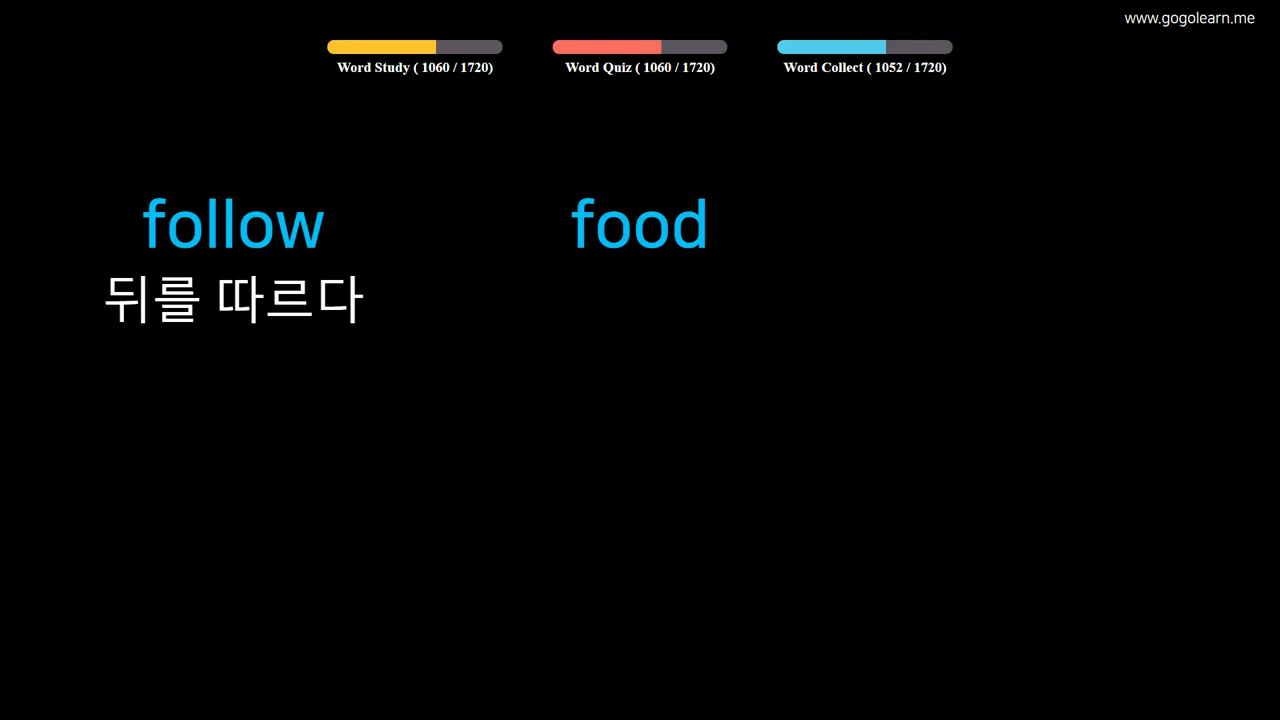 www.gogolearn.me
Word Study ( 1060 / 1720)
Word Quiz ( 1060 / 1720)
Word Collect ( 1052 / 1720)
follow
뒤를 따르다
food